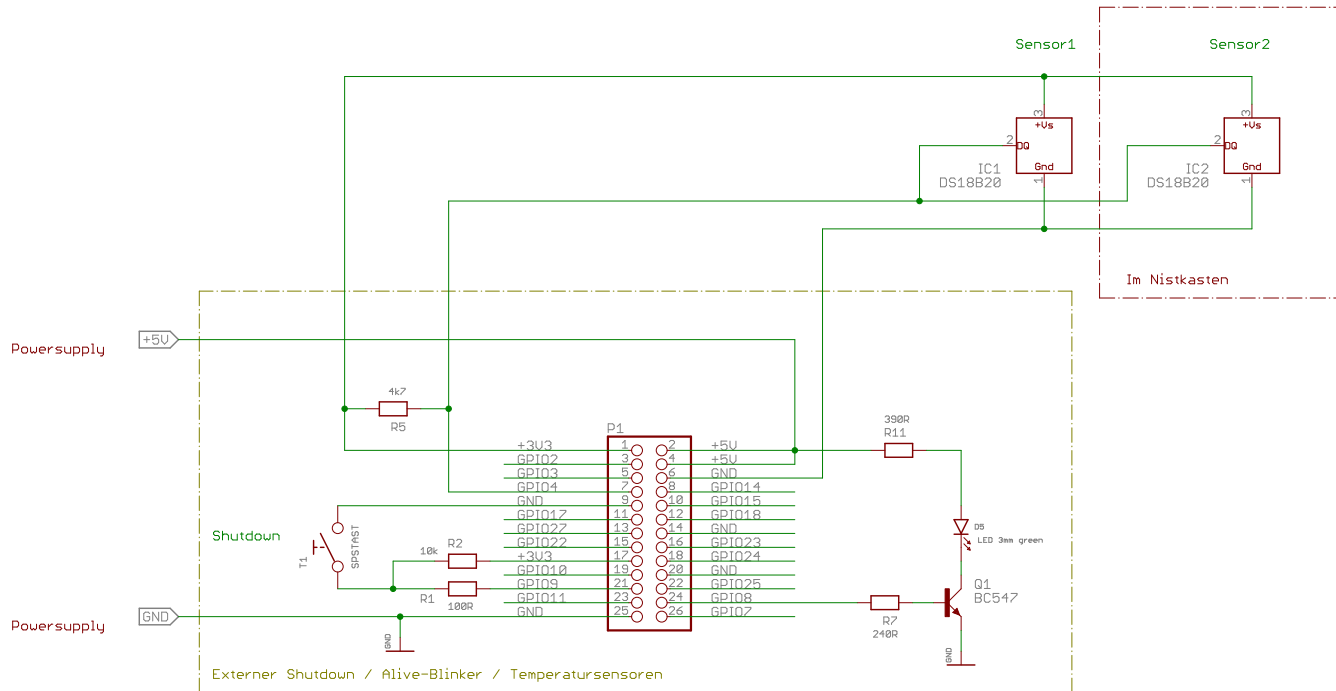 Sensor1
Sensor2
3
+Vs
2
DQ
Gnd
1
IC1
DS18B20
3
+Vs
2
DQ
Gnd
1
IC2
DS18B20
Im Nistkasten
Powersupply
+5V
4k7
R5
390R
R11
P1
+3V3 1 2 +5V
GPIO2 3 4 +5V
GPIO3 5 6 GND
GPIO4 7 8 GPIO14
GND 9 10 GPIO15
GPIO17 11 12 GPIO18
GPIO27 13 14 GND
GPIO22 15 16 GPIO23
+3V3 17 18 GPIO24
GPIO10 19 20 GND
GPIO9 21 22 GPIO25
GPIO11 23 24 GPIO8
GND 25 26 GPIO7
Shutdown
T1
SPSTAST
R2
10k
R1
100R
D5
LED 3mm green
Q1
BC547
R7
240R
Powersupply
GND
GND
GND
Externer Shutdown / Alive-Blinker / Temperatursensoren